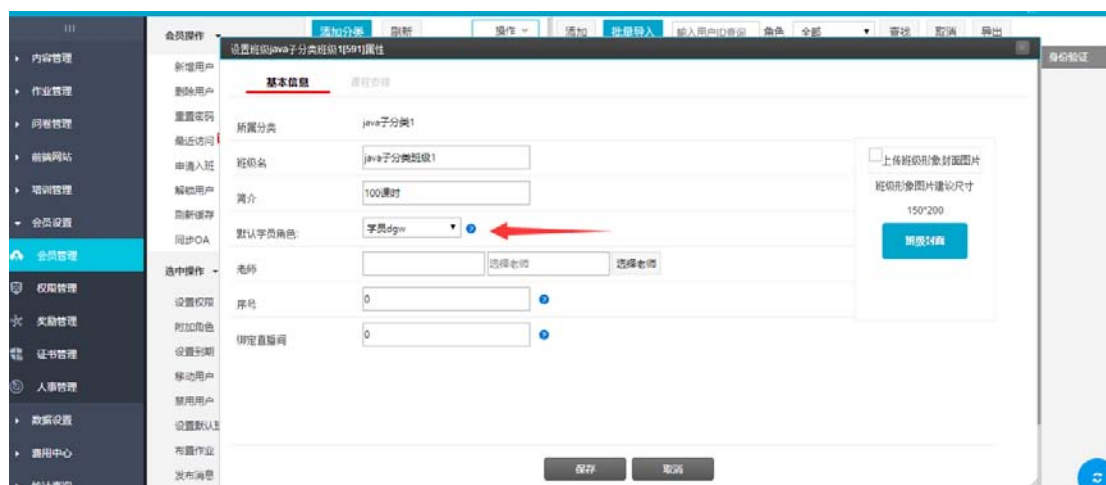 添加分类 刷新 操作 添加 批量导入 输入用户ID查询 角色 全部 查找 取消 导出
身份验证
内容管理
作业管理
问卷管理
前端网站
培训管理
会员设置
会员管理
权限管理
奖励管理
证书管理
人事管理
数据设置
费用中心
统计查询
会员操作
新增用户
删除用户
重置密码
最近访问
申请入班
解锁用户
刷新缓存
同步OA
选中操作
设置权限
附加角色
设置到期
移动用户
禁用用户
设置默认
布置作业
发布消息
设置班级java子分类班级1[591]属性
基本信息 课程安排
所属分类 java子分类1
班级名 java子分类班级1
简介 100课时
默认学员角色: 学员dgw
老师 选择老师 选择老师
序号 0
绑定直播间 0
上传班级形象封面图片
班级形象图片建议尺寸
150*200
班级封面
保存 取消